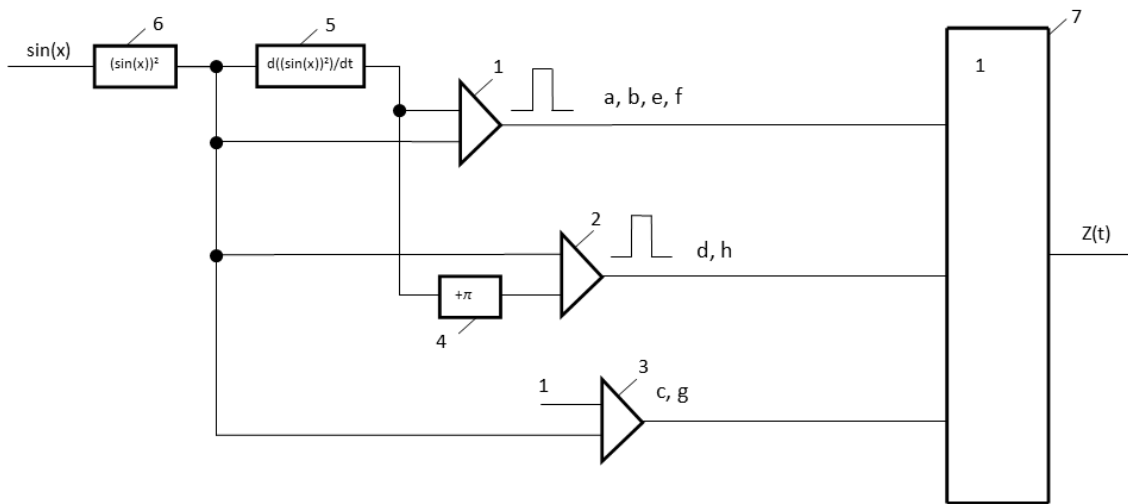 6
5
7
sin(x)
(sin(x))²
d((sin(x))²)/dt
1
1
a, b, e, f
2
Z(t)
d, h
+π
4
3
1
c, g